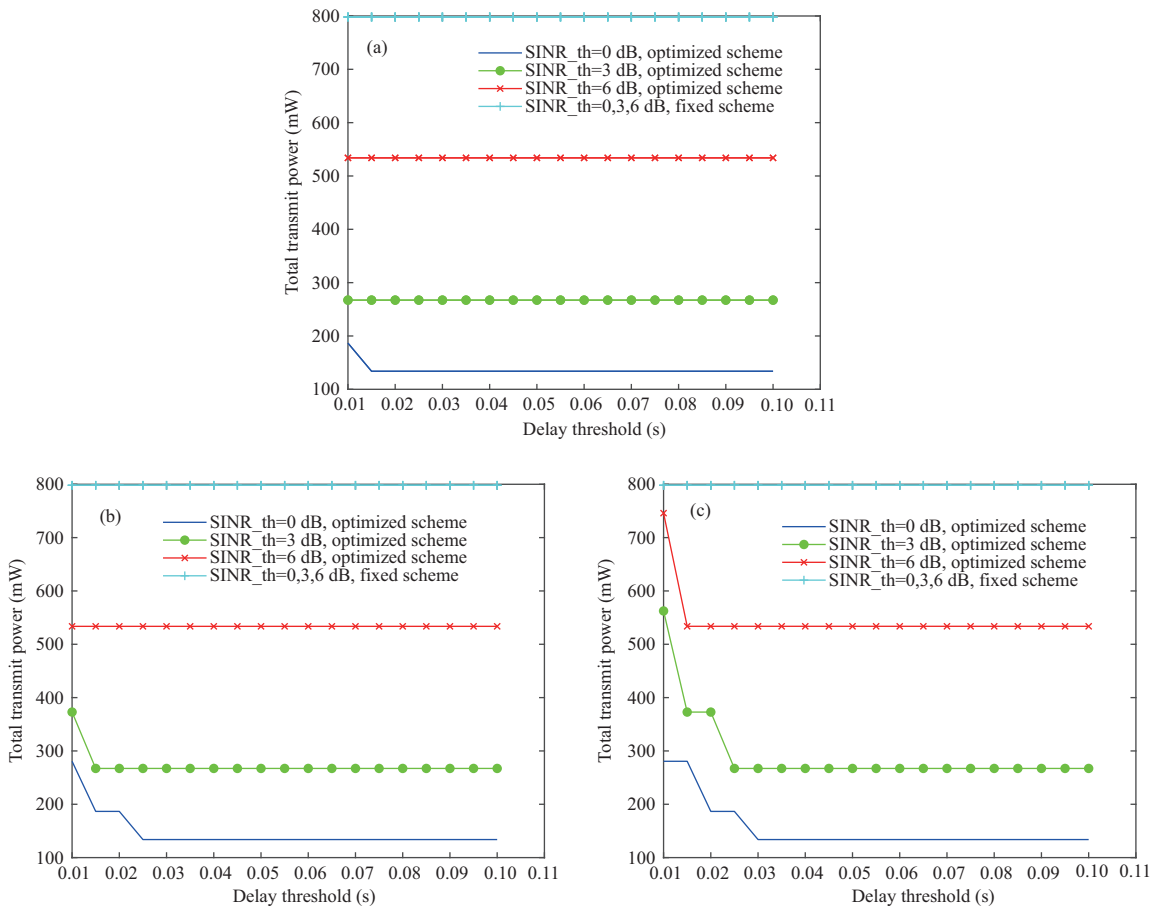 800
700
600
500
400
300
200
100
Total transmit power (mW)
(a)
SINR_th=0 dB, optimized scheme
SINR_th=3 dB, optimized scheme
SINR_th=6 dB, optimized scheme
SINR_th=0,3,6 dB, fixed scheme
0.01 0.02 0.03 0.04 0.05 0.06 0.07 0.08 0.09 0.10 0.11
Delay threshold (s)
800
700
600
500
400
300
200
100
Total transmit power (mW)
(b)
SINR_th=0 dB, optimized scheme
SINR_th=3 dB, optimized scheme
SINR_th=6 dB, optimized scheme
SINR_th=0,3,6 dB, fixed scheme
0.01 0.02 0.03 0.04 0.05 0.06 0.07 0.08 0.09 0.10 0.11
Delay threshold (s)
800
700
600
500
400
300
200
100
Total transmit power (mW)
(c)
SINR_th=0 dB, optimized scheme
SINR_th=3 dB, optimized scheme
SINR_th=6 dB, optimized scheme
SINR_th=0,3,6 dB, fixed scheme
0.01 0.02 0.03 0.04 0.05 0.06 0.07 0.08 0.09 0.10 0.11
Delay threshold (s)